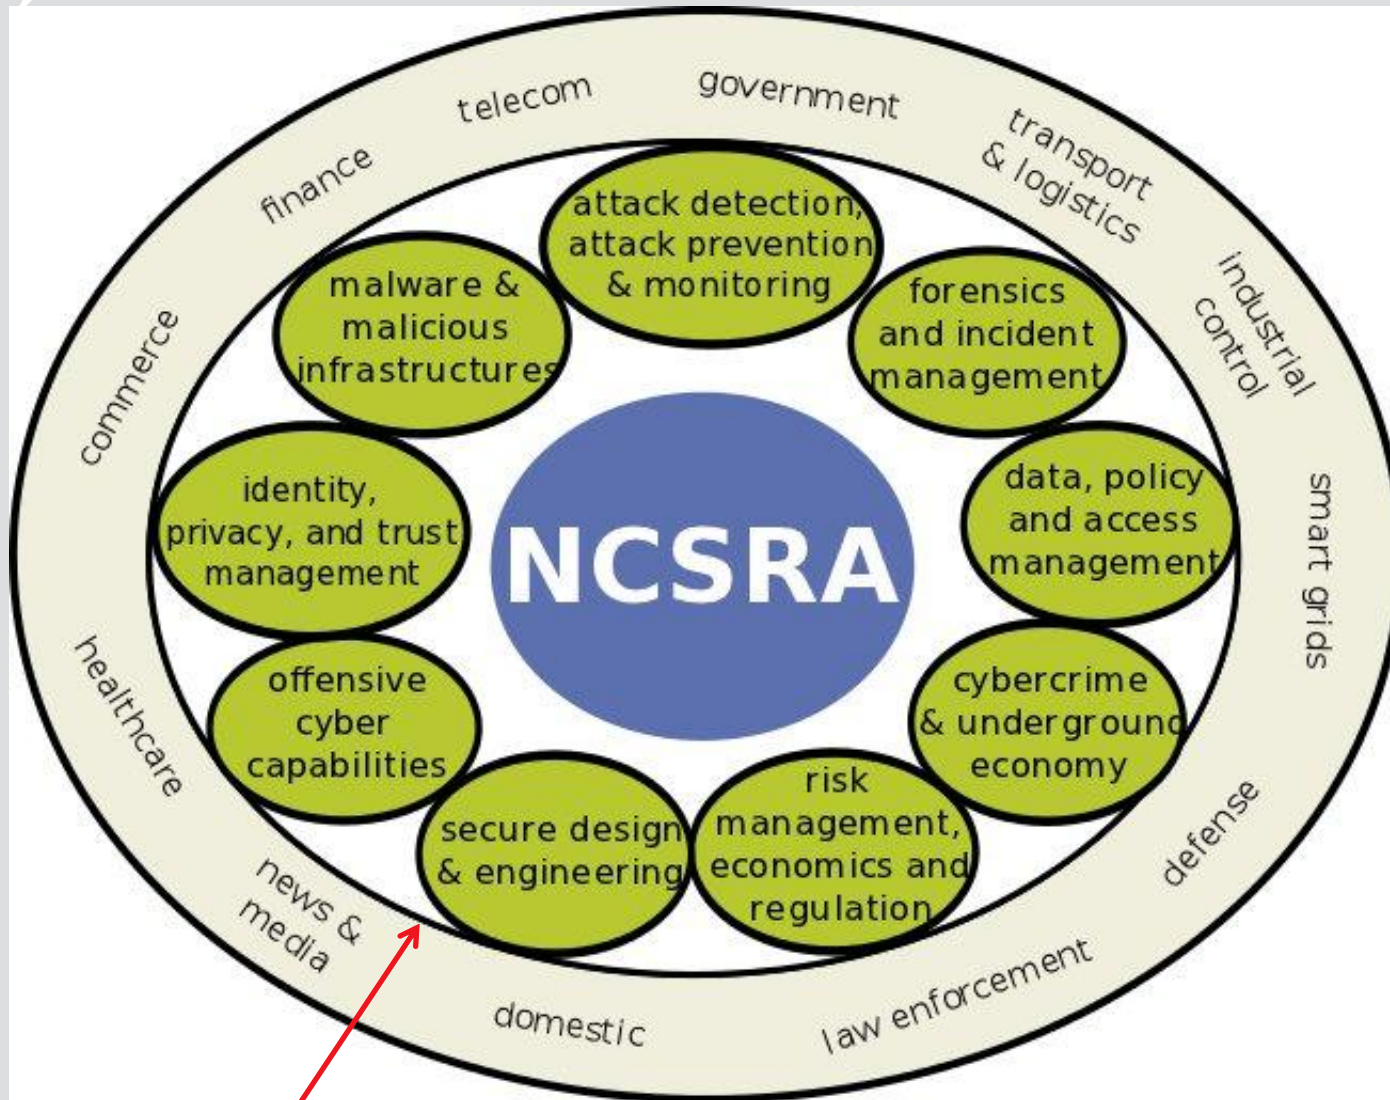 telecom
government
transport
& logistics
industrial
control
smart grids
defense
law enforcement
domestic
news &
media
healthcare
commerce
finance
attack detection,
attack prevention
& monitoring
forensics
and incident
management
data, policy
and access
management
cybercrime
& underground
economy
risk
management,
economics and
regulation
secure design
& engineering
offensive
cyber
capabilities
identity,
privacy, and trust
management
malware &
malicious
infrastructures
NCSRA